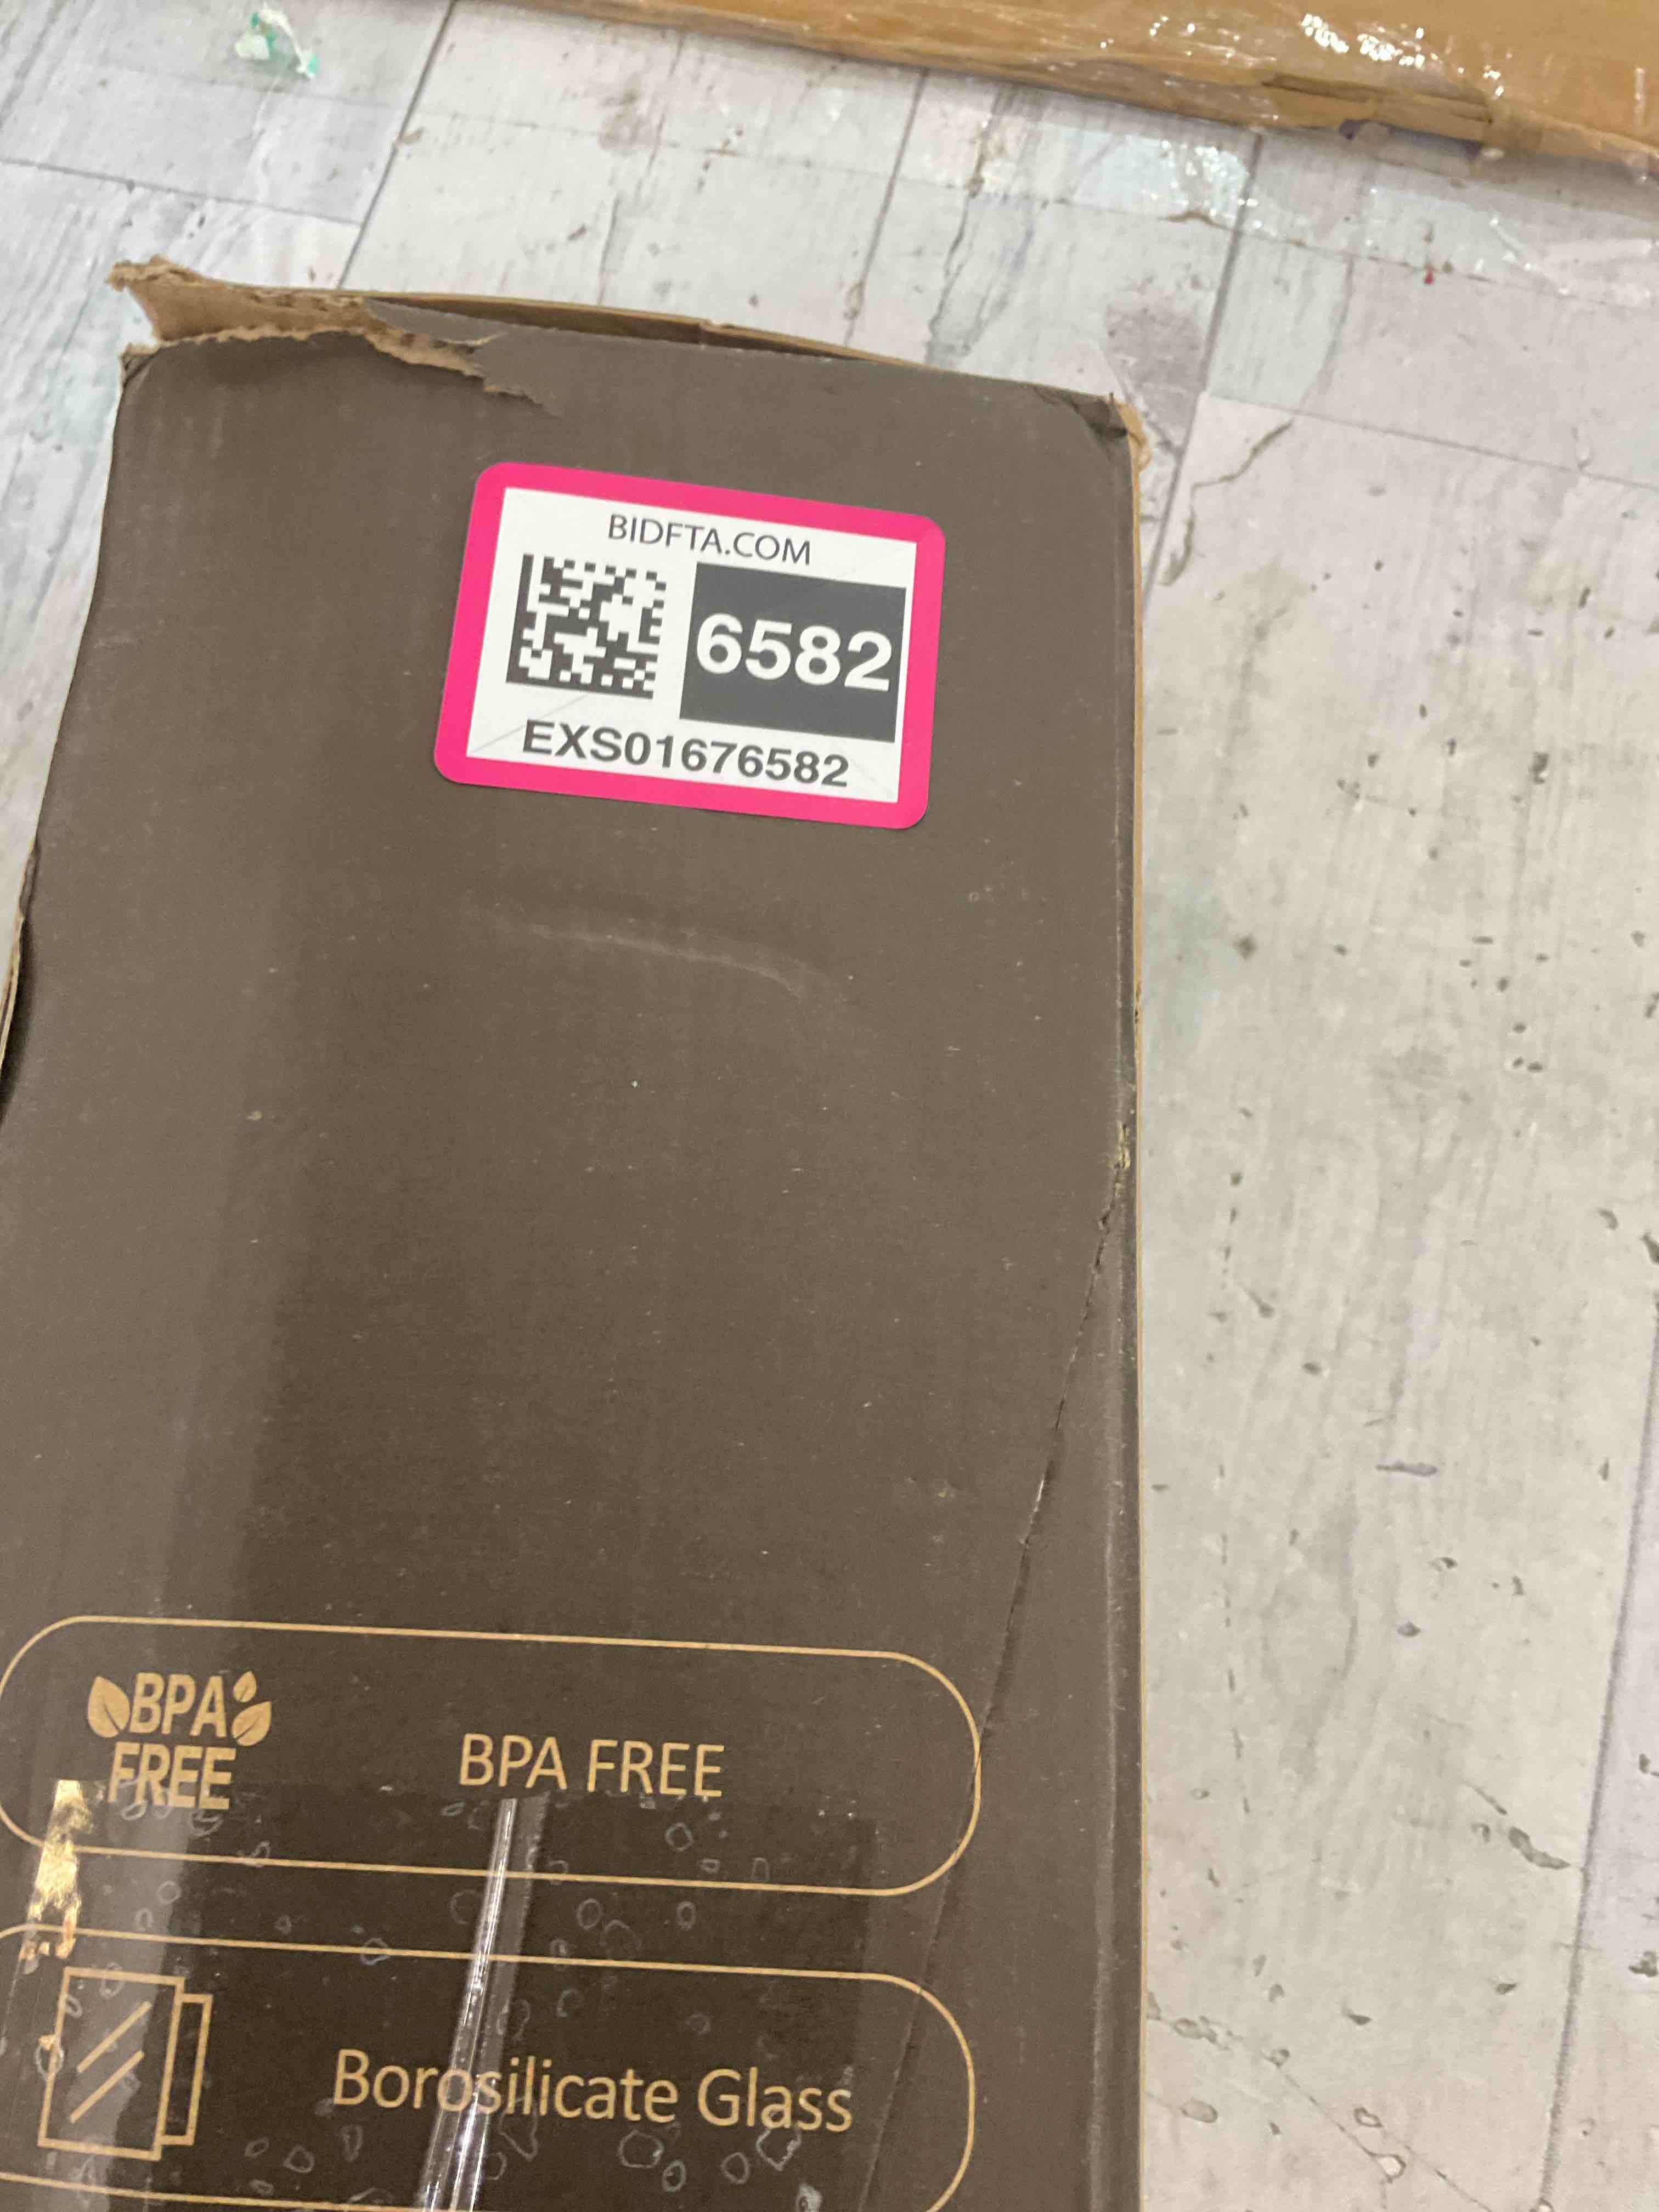 BIDFTA.COM
6582
EXS01676582
BPA
FREE
BPA FREE
Borosilicate Glass